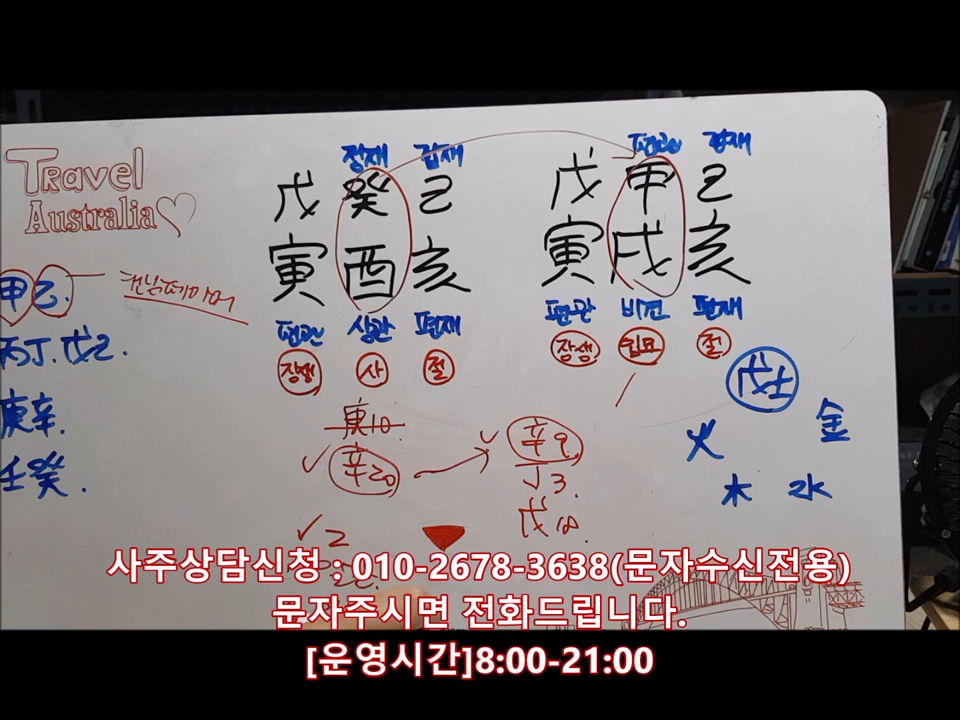 Travel
Australia
정재 겁재
戊 癸 己
寅 酉 亥
편관 상관 편재
장생 사 절
편관 겁재
戊 甲 己
寅 戌 亥
편관 비견 편재
장생 입묘 절
甲 乙.
丙丁.戊己.
庚辛.
壬癸.
庚10.
辛20
辛9
丁3.
戊18.
戊土
火 金
木 水
사주상담신청 : 010-2678-3638(문자수신전용)
문자주시면 전화드립니다.
[운영시간]8:00-21:00